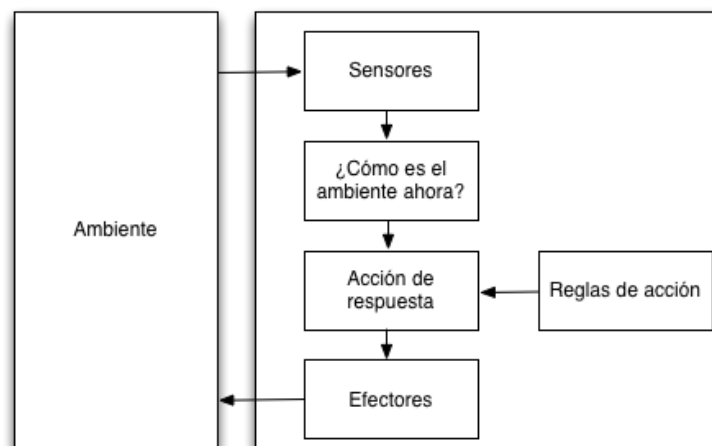 Sensores
¿Cómo es el
ambiente ahora?
Ambiente
Acción de
respuesta
Reglas de acción
Efectores